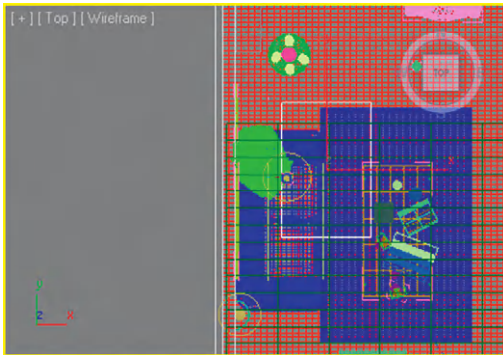 [ + ] [ Top ] [ Wireframe ]
TOP
x
y
z
x